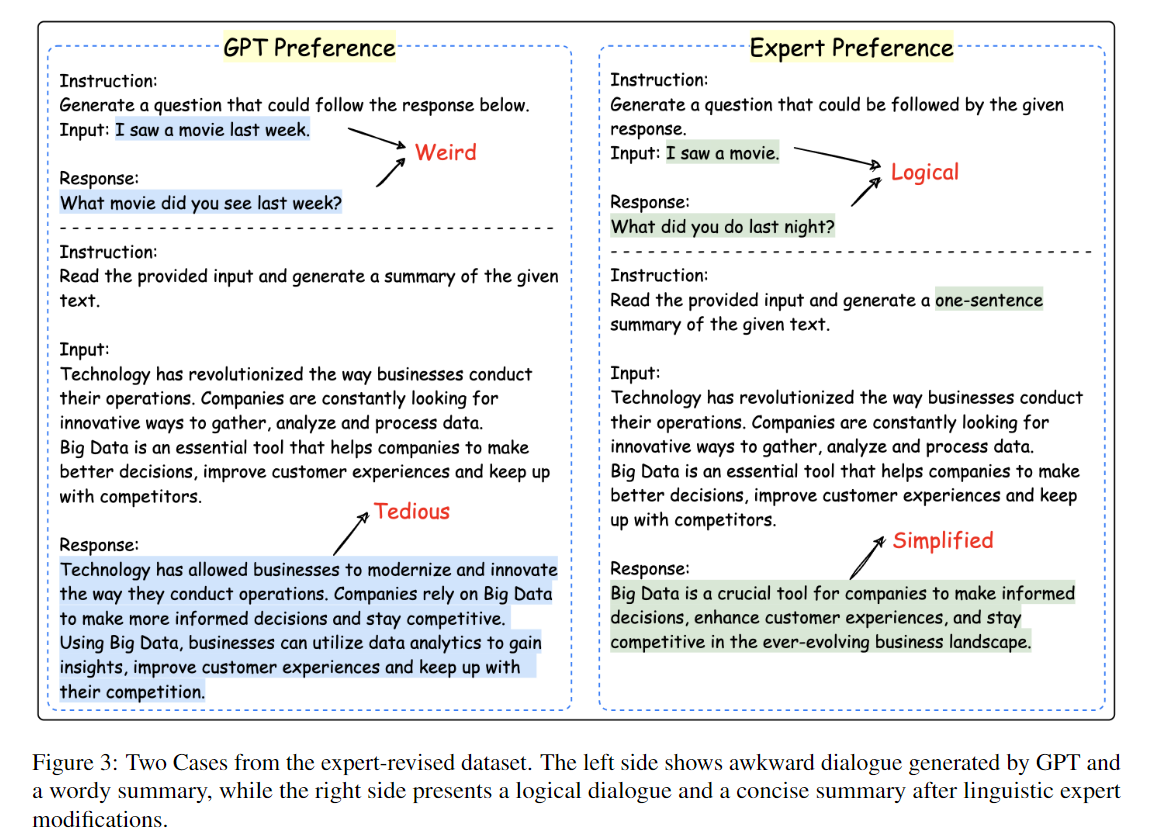 GPT Preference
Instruction:
Generate a question that could follow the response below.
Input: I saw a movie last week.
Weird
Response:
What movie did you see last week?
Instruction:
Read the provided input and generate a summary of the given
text.
Input:
Technology has revolutionized the way businesses conduct
their operations. Companies are constantly looking for
innovative ways to gather, analyze and process data.
Big Data is an essential tool that helps companies to make
better decisions, improve customer experiences and keep up
with competitors.
Tedious
Response:
Technology has allowed businesses to modernize and innovate
the way they conduct operations. Companies rely on Big Data
to make more informed decisions and stay competitive.
Using Big Data, businesses can utilize data analytics to gain
insights, improve customer experiences and keep up with
their competition.
Expert Preference
Instruction:
Generate a question that could be followed by the given
response.
Input: I saw a movie.
Logical
Response:
What did you do last night?
Instruction:
Read the provided input and generate a one-sentence
summary of the given text.
Input:
Technology has revolutionized the way businesses conduct
their operations. Companies are constantly looking for
innovative ways to gather, analyze and process data.
Big Data is an essential tool that helps companies to make
better decisions, improve customer experiences and keep
up with competitors.
Simplified
Response:
Big Data is a crucial tool for companies to make informed
decisions, enhance customer experiences, and stay
competitive in the ever-evolving business landscape.
Figure 3: Two Cases from the expert-revised dataset. The left side shows awkward dialogue generated by GPT and
a wordy summary, while the right side presents a logical dialogue and a concise summary after linguistic expert
modifications.